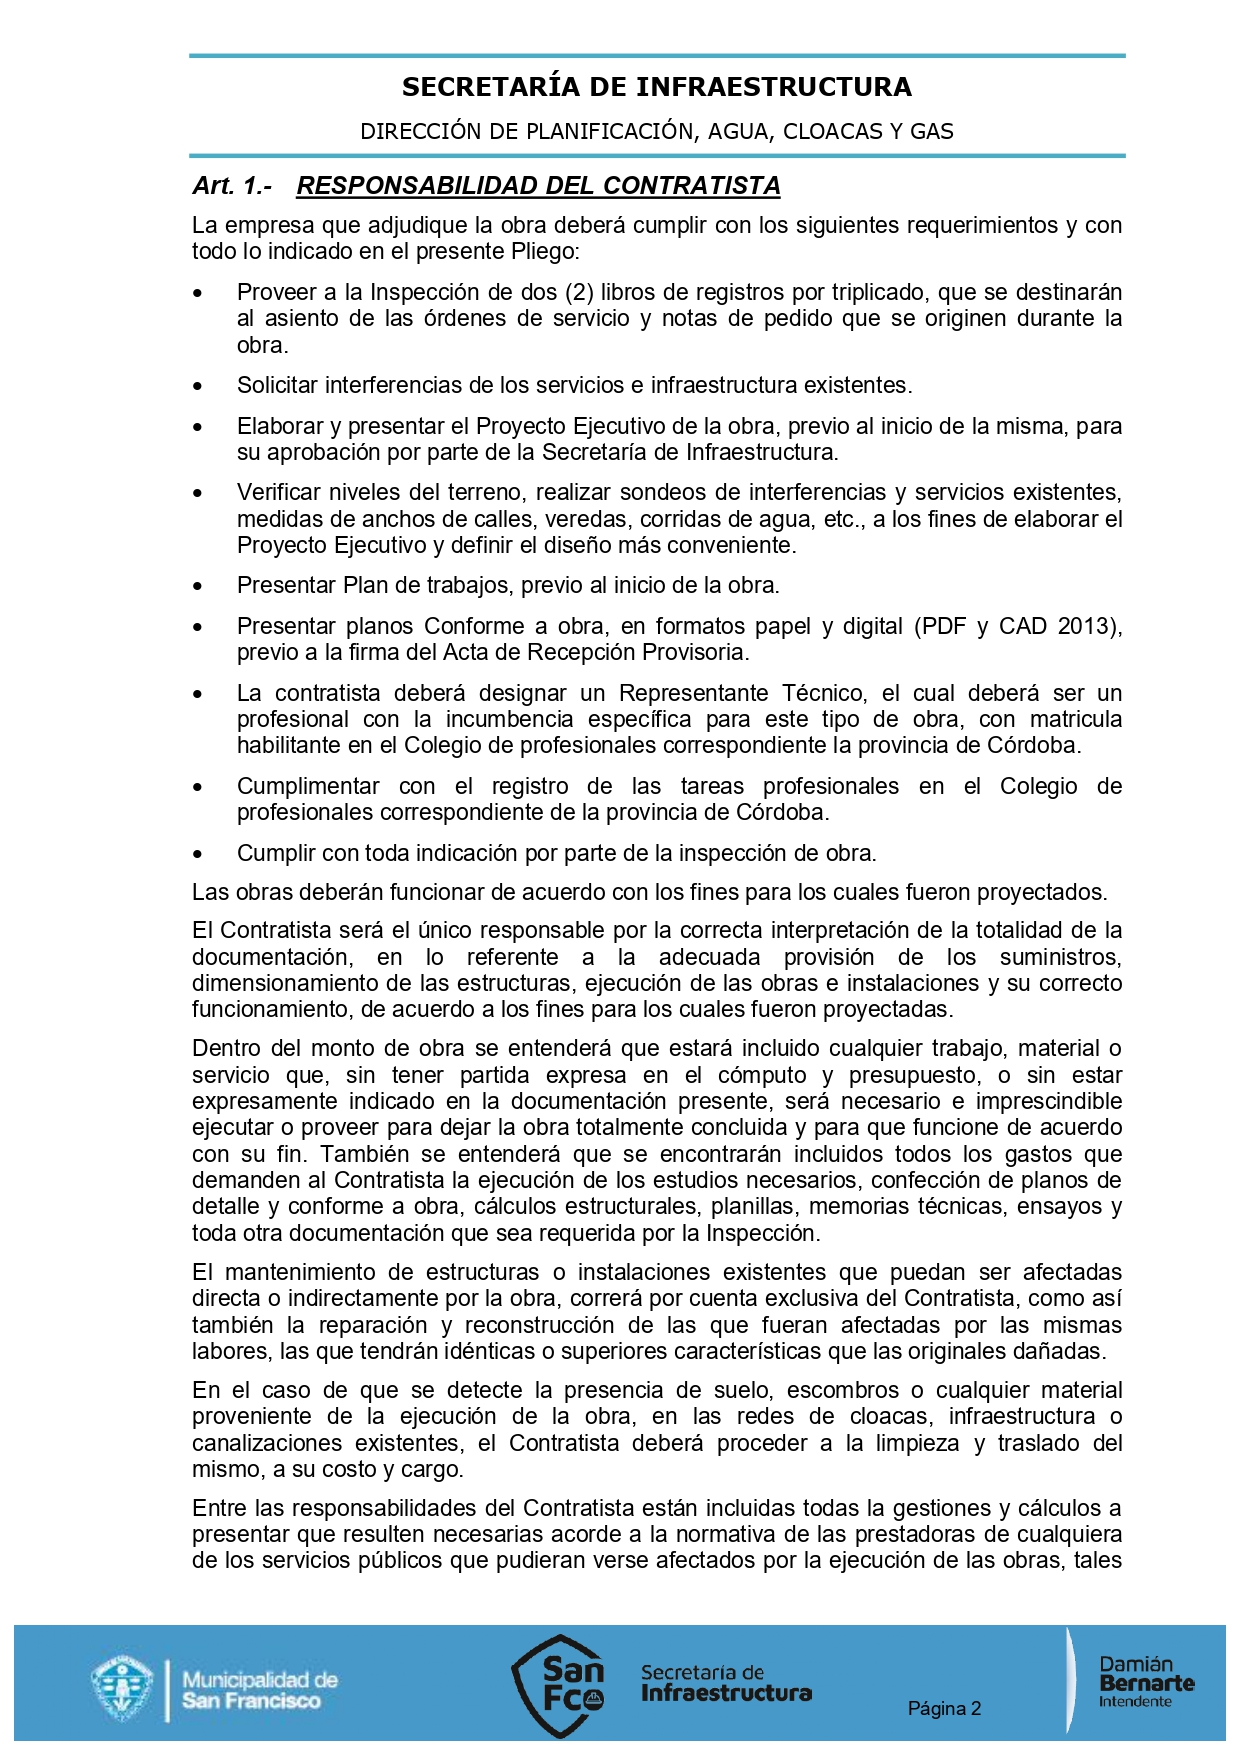 SECRETARÍA DE INFRAESTRUCTURA
DIRECCIÓN DE PLANIFICACIÓN, AGUA, CLOACAS Y GAS
Art. 1.- RESPONSABILIDAD DEL CONTRATISTA
La empresa que adjudique la obra deberá cumplir con los siguientes requerimientos y con
todo lo indicado en el presente Pliego:
• Proveer a la Inspección de dos (2) libros de registros por triplicado, que se destinarán
al asiento de las órdenes de servicio y notas de pedido que se originen durante la
obra.
• Solicitar interferencias de los servicios e infraestructura existentes.
• Elaborar y presentar el Proyecto Ejecutivo de la obra, previo al inicio de la misma, para
su aprobación por parte de la Secretaría de Infraestructura.
• Verificar niveles del terreno, realizar sondeos de interferencias y servicios existentes,
medidas de anchos de calles, veredas, corridas de agua, etc., a los fines de elaborar el
Proyecto Ejecutivo y definir el diseño más conveniente.
• Presentar Plan de trabajos, previo al inicio de la obra.
• Presentar planos Conforme a obra, en formatos papel y digital (PDF y CAD 2013),
previo a la firma del Acta de Recepción Provisoria.
• La contratista deberá designar un Representante Técnico, el cual deberá ser un
profesional con la incumbencia específica para este tipo de obra, con matricula
habilitante en el Colegio de profesionales correspondiente la provincia de Córdoba.
• Cumplimentar con el registro de las tareas profesionales en el Colegio de
profesionales correspondiente de la provincia de Córdoba.
• Cumplir con toda indicación por parte de la inspección de obra.
Las obras deberán funcionar de acuerdo con los fines para los cuales fueron proyectados.
El Contratista será el único responsable por la correcta interpretación de la totalidad de la
documentación, en lo referente a la adecuada provisión de los suministros,
dimensionamiento de las estructuras, ejecución de las obras e instalaciones y su correcto
funcionamiento, de acuerdo a los fines para los cuales fueron proyectadas.
Dentro del monto de obra se entenderá que estará incluido cualquier trabajo, material o
servicio que, sin tener partida expresa en el cómputo y presupuesto, o sin estar
expresamente indicado en la documentación presente, será necesario e imprescindible
ejecutar o proveer para dejar la obra totalmente concluida y para que funcione de acuerdo
con su fin. También se entenderá que se encontrarán incluidos todos los gastos que
demanden al Contratista la ejecución de los estudios necesarios, confección de planos de
detalle y conforme a obra, cálculos estructurales, planillas, memorias técnicas, ensayos y
toda otra documentación que sea requerida por la Inspección.
El mantenimiento de estructuras o instalaciones existentes que puedan ser afectadas
directa o indirectamente por la obra, correrá por cuenta exclusiva del Contratista, como así
también la reparación y reconstrucción de las que fueran afectadas por las mismas
labores, las que tendrán idénticas o superiores características que las originales dañadas.
En el caso de que se detecte la presencia de suelo, escombros o cualquier material
proveniente de la ejecución de la obra, en las redes de cloacas, infraestructura o
canalizaciones existentes, el Contratista deberá proceder a la limpieza y traslado del
mismo, a su costo y cargo.
Entre las responsabilidades del Contratista están incluidas todas la gestiones y cálculos a
presentar que resulten necesarias acorde a la normativa de las prestadoras de cualquiera
de los servicios públicos que pudieran verse afectados por la ejecución de las obras, tales
Municipalidad de
San Francisco
San
Fco
Secretaría de
Infraestructura
Página 2
Damián
Bernarte
Intendente